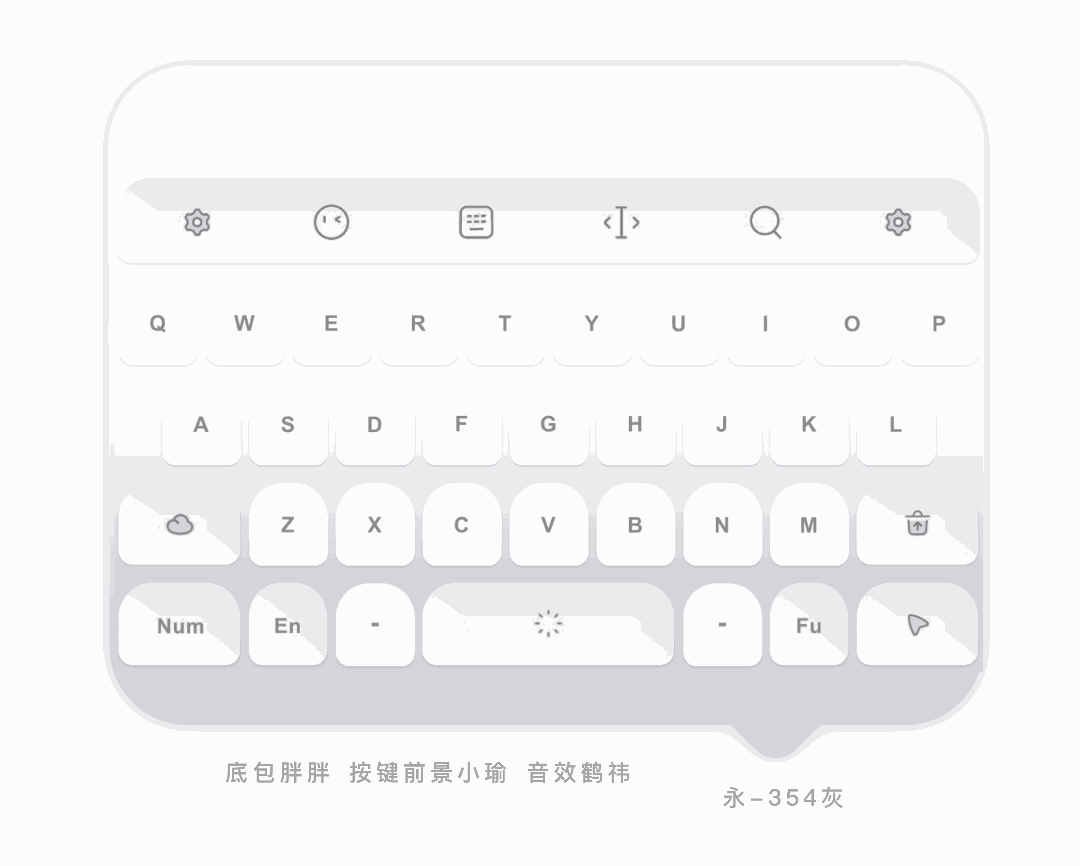 Q W E R T Y U I O P
A S D F G H J K L
Z X C V B N M
Num En - - Fu
底包胖胖 按键前景小瑜 音效鹤祎
永-354灰